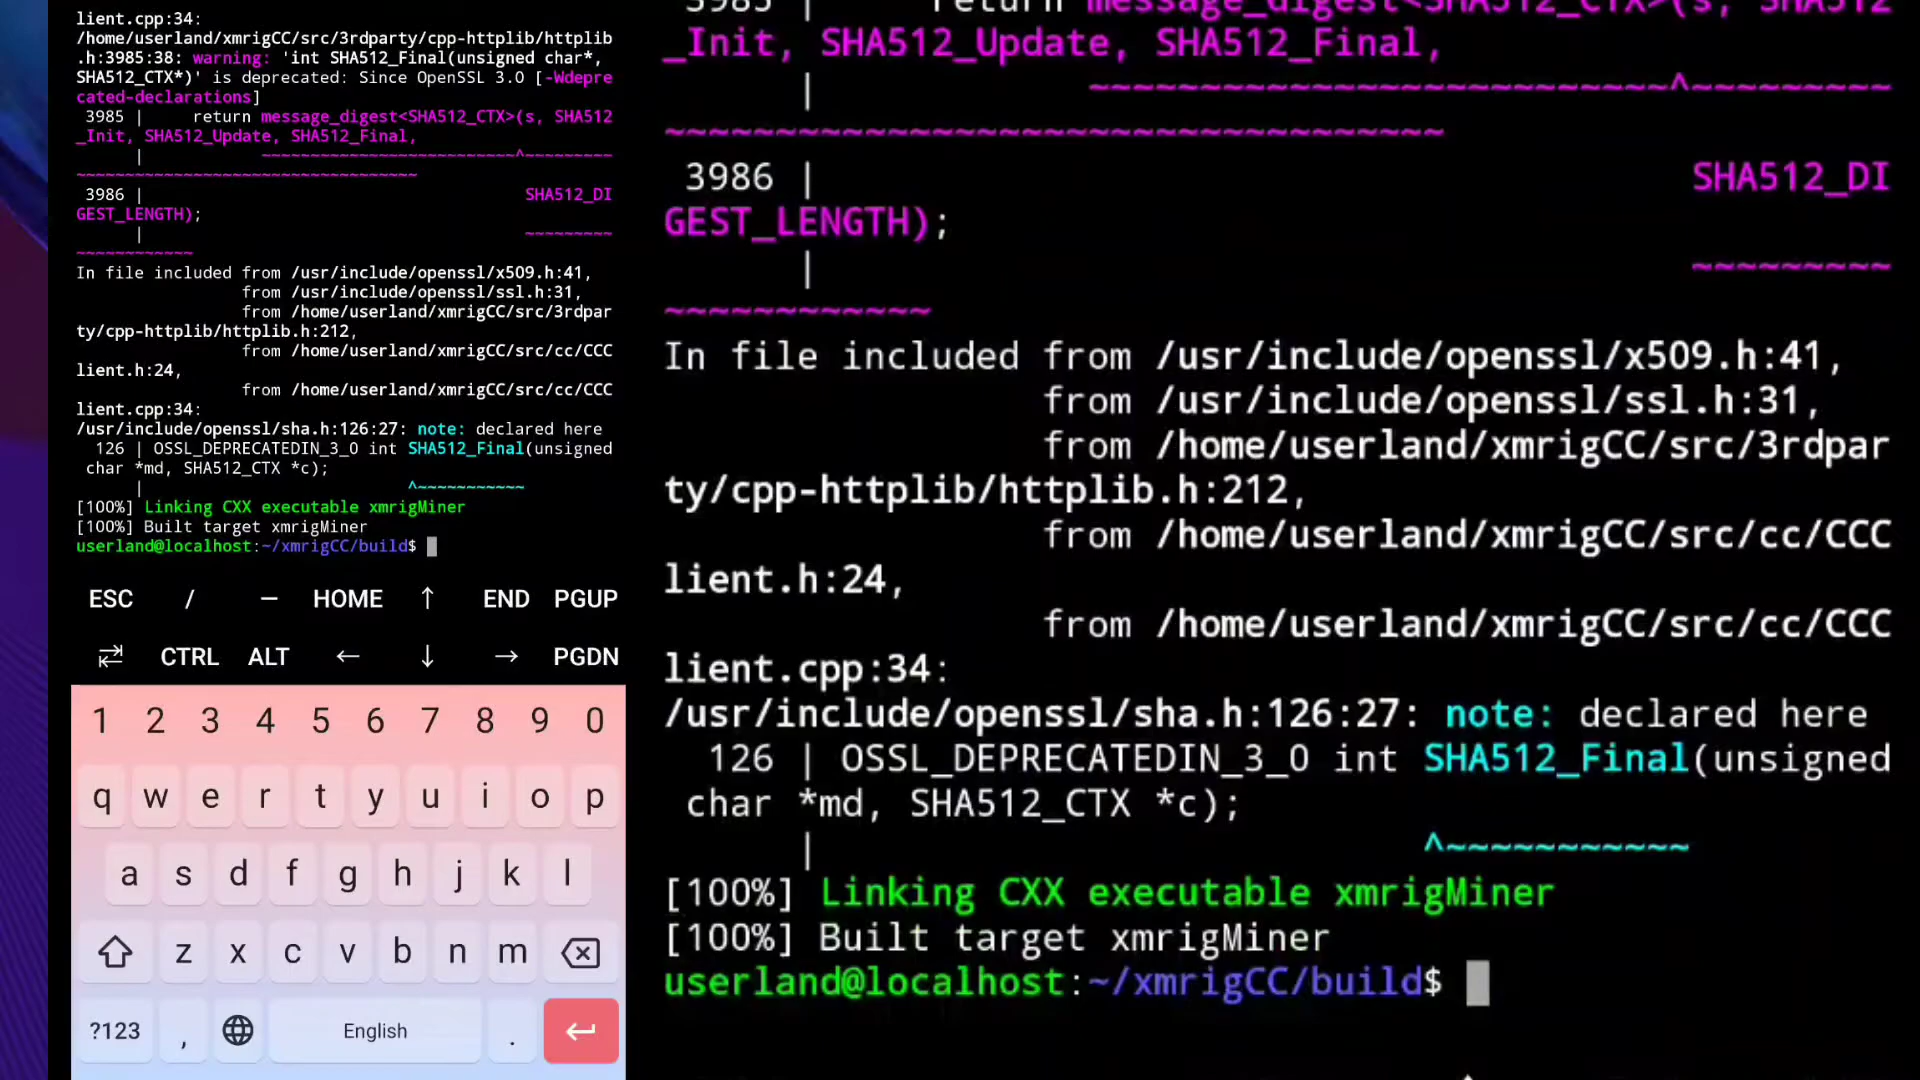 lient.cpp:34:
/home/userland/xmrigCC/src/3rdparty/cpp-httplib/httplib
.h:3985:38: warning: 'int SHA512_Final(unsigned char*,
SHA512_CTX*)' is deprecated: Since OpenSSL 3.0 [-Wdepre
cated-declarations]
3985 |     return message_digest<SHA512_CTX>(s, SHA512
_Init, SHA512_Update, SHA512_Final,
|            ~~~~~~~~~~~~~~~~~~~~~~~~~~^~~~~~~~~
~~~~~~~~~~~~~~~~~~~~~~~~~~~~~~~~~~~
3986 |                                       SHA512_DI
GEST_LENGTH);
|                                       ~~~~~~~~~
~~~~~~~~~~~~
In file included from /usr/include/openssl/x509.h:41,
from /usr/include/openssl/ssl.h:31,
from /home/userland/xmrigCC/src/3rdpar
ty/cpp-httplib/httplib.h:212,
from /home/userland/xmrigCC/src/cc/CCC
lient.h:24,
from /home/userland/xmrigCC/src/cc/CCC
lient.cpp:34:
/usr/include/openssl/sha.h:126:27: note: declared here
126 | OSSL_DEPRECATEDIN_3_0 int SHA512_Final(unsigned
char *md, SHA512_CTX *c);
|                           ^~~~~~~~~~~~
[100%] Linking CXX executable xmrigMiner
[100%] Built target xmrigMiner
userland@localhost:~/xmrigCC/build$
ESC / — HOME ↑ END PGUP
⇄ CTRL ALT ← ↓ → PGDN
1 2 3 4 5 6 7 8 9 0
q w e r t y u i o p
a s d f g h j k l
z x c v b n m
?123 , English .
3985 |     return message_digest<SHA512_CTX>(s, SHA512
_Init, SHA512_Update, SHA512_Final,
|            ~~~~~~~~~~~~~~~~~~~~~~~~~~^~~~~~~~~
~~~~~~~~~~~~~~~~~~~~~~~~~~~~~~~~~~~
3986 |                                       SHA512_DI
GEST_LENGTH);
|                                       ~~~~~~~~~
~~~~~~~~~~~~
In file included from /usr/include/openssl/x509.h:41,
from /usr/include/openssl/ssl.h:31,
from /home/userland/xmrigCC/src/3rdpar
ty/cpp-httplib/httplib.h:212,
from /home/userland/xmrigCC/src/cc/CCC
lient.h:24,
from /home/userland/xmrigCC/src/cc/CCC
lient.cpp:34:
/usr/include/openssl/sha.h:126:27: note: declared here
126 | OSSL_DEPRECATEDIN_3_0 int SHA512_Final(unsigned
char *md, SHA512_CTX *c);
|                           ^~~~~~~~~~~~
[100%] Linking CXX executable xmrigMiner
[100%] Built target xmrigMiner
userland@localhost:~/xmrigCC/build$